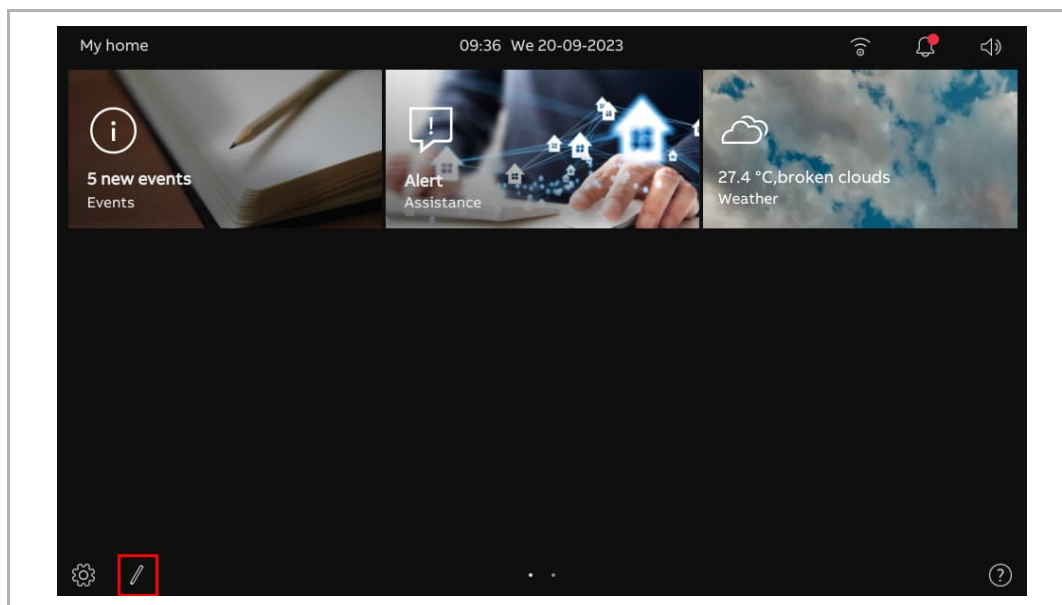 My home
09:36 We 20-09-2023
5 new events
Events
Alert
Assistance
27.4 °C,broken clouds
Weather